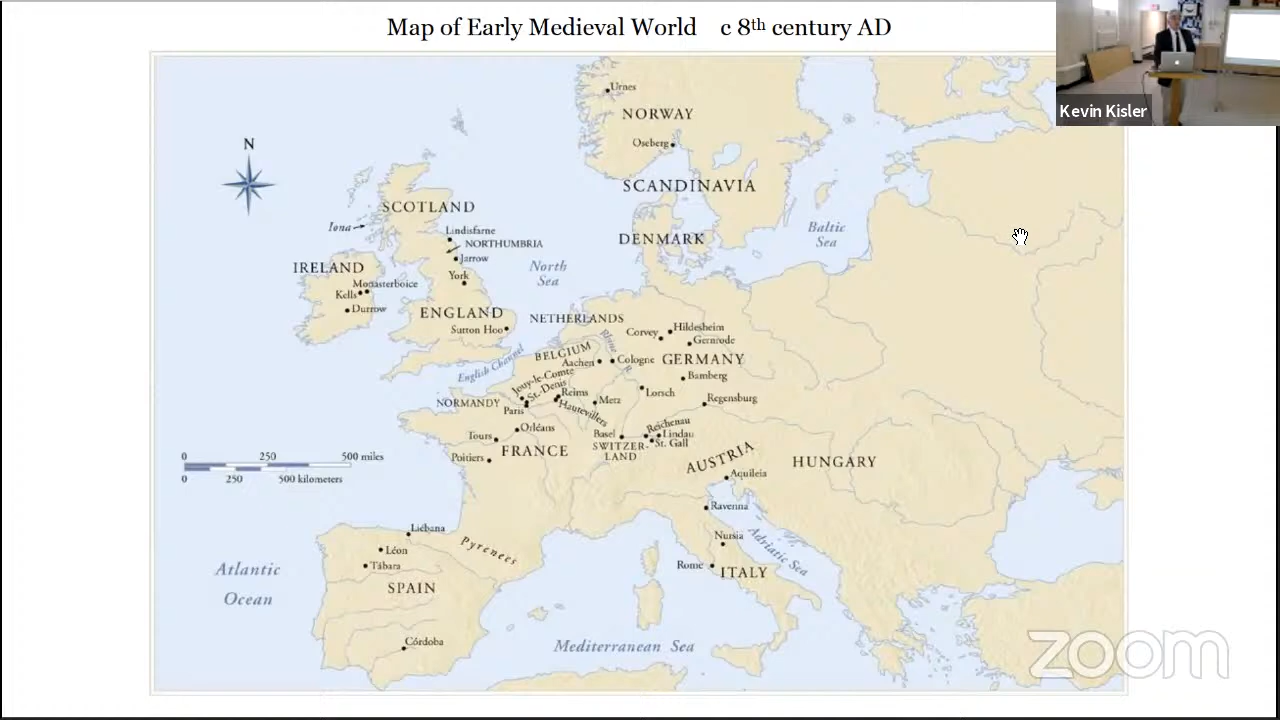 Map of Early Medieval World c 8th century AD
Kevin Kisler
N
Urnes
NORWAY
Oseberg
SCANDINAVIA
SCOTLAND
Iona
Lindisfarne
NORTHUMBRIA
Jarrow
DENMARK
Baltic
Sea
North
Sea
IRELAND
Monasterboice
Kells
Durrow
York
ENGLAND
Sutton Hoo
NETHERLANDS
Corvey
Hildesheim
Gernrode
English Channel
BELGIUM
Rhine R.
Aachen
Cologne
GERMANY
Bamberg
Jouy-le-Comte
St.-Denis
Reims
Hautevillers
Metz
Lorsch
Regensburg
NORMANDY
Paris
Orléans
Tours
FRANCE
Poitiers
Basel
Reichenau
Lindau
St. Gall
SWITZER-
LAND
AUSTRIA
HUNGARY
Aquileia
0 250 500 miles
0 250 500 kilometers
Ravenna
Liébana
Pyrenees
Nursia
Adriatic Sea
Léon
Tábara
Rome
ITALY
Atlantic
Ocean
SPAIN
Córdoba
Mediterranean Sea
zoom